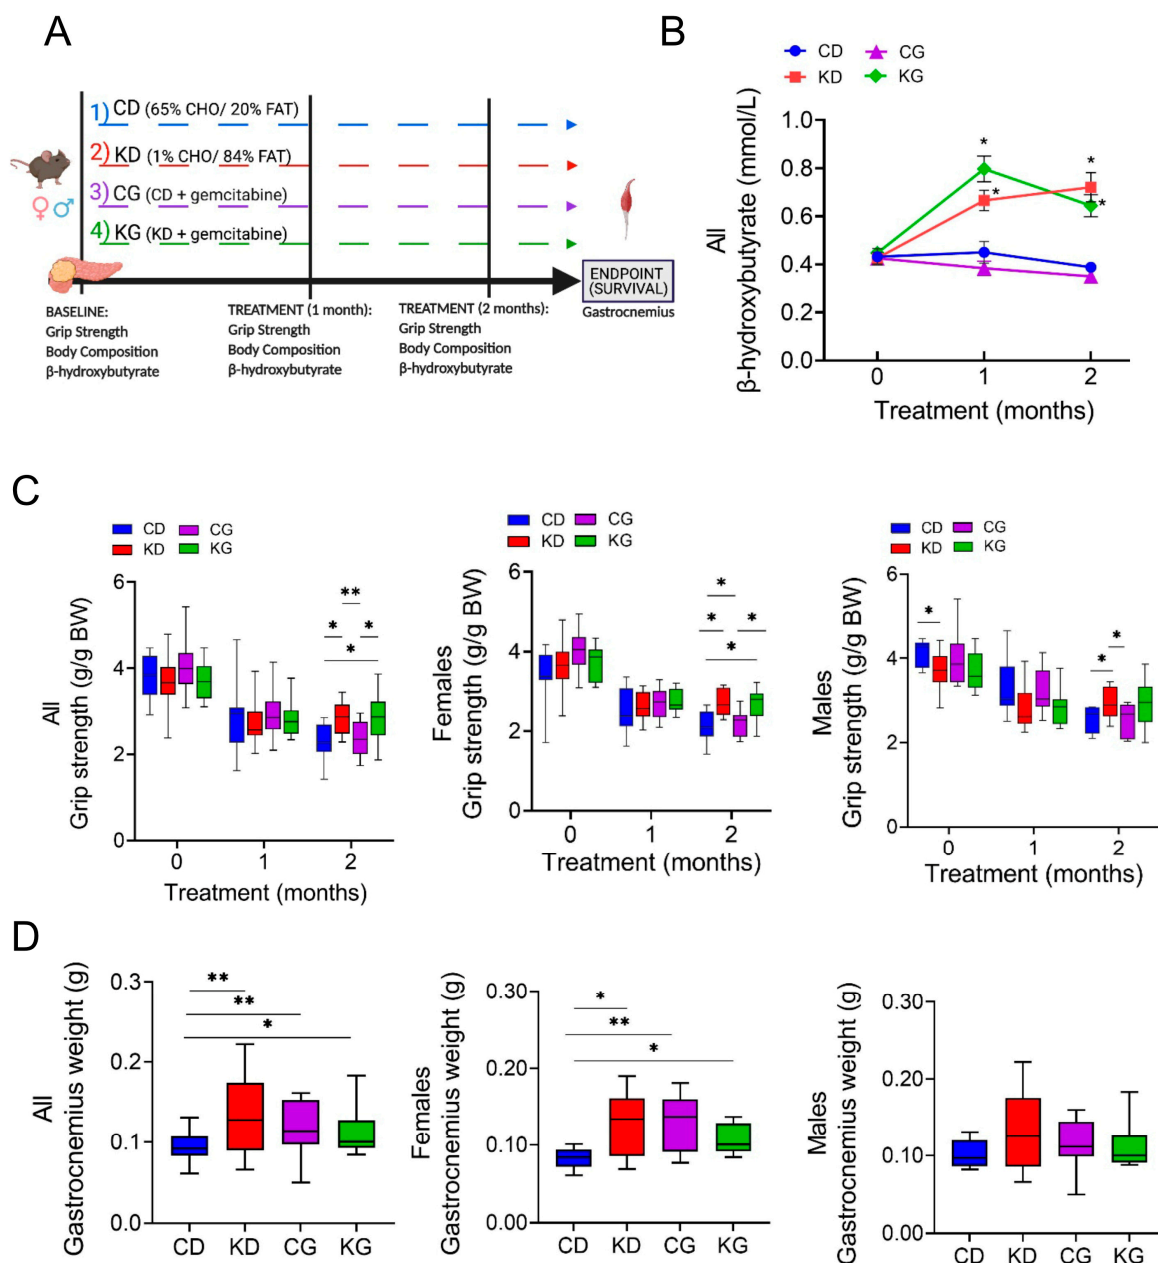 A
1) CD (65% CHO/ 20% FAT)
2) KD (1% CHO/ 84% FAT)
3) CG (CD + gemcitabine)
4) KG (KD + gemcitabine)
♀ ♂
ENDPOINT
(SURVIVAL)
Gastrocnemius
BASELINE:
Grip Strength
Body Composition
β-hydroxybutyrate
TREATMENT (1 month):
Grip Strength
Body Composition
β-hydroxybutyrate
TREATMENT (2 months):
Grip Strength
Body Composition
β-hydroxybutyrate
B
CD CG
KD KG
All
β-hydroxybutyrate (mmol/L)
1.0
0.8
0.6
0.4
0.2
0.0
*
*
*
*
0 1 2
Treatment (months)
C
CD CG
KD KG
All
Grip strength (g/g BW)
6
4
2
0
**
* *
*
0 1 2
Treatment (months)
CD CG
KD KG
Females
Grip strength (g/g BW)
6
4
2
0
*
* *
*
0 1 2
Treatment (months)
CD CG
KD KG
Males
Grip strength (g/g BW)
6
4
2
0
*
*
*
0 1 2
Treatment (months)
D
All
Gastrocnemius weight (g)
0.3
0.2
0.1
0.0
**
**
*
CD KD CG KG
Females
Gastrocnemius weight (g)
0.30
0.20
0.10
0.00
*
**
*
CD KD CG KG
Males
Gastrocnemius weight (g)
0.30
0.20
0.10
0.00
CD KD CG KG